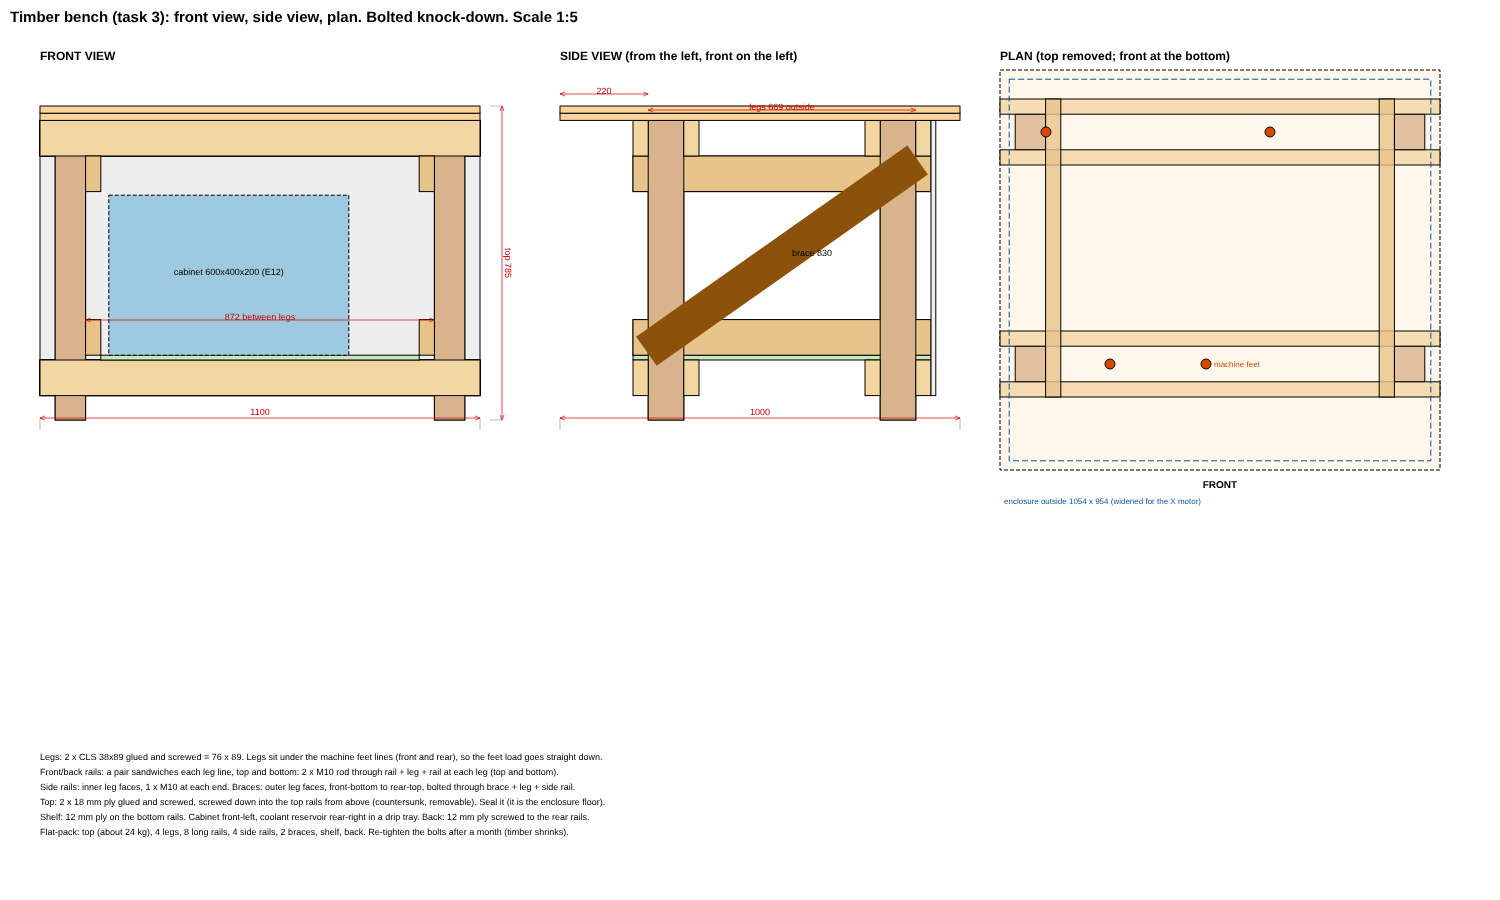 Timber bench (task 3): front view, side view, plan. Bolted knock-down. Scale 1:5
FRONT VIEW
SIDE VIEW (from the left, front on the left)
PLAN (top removed; front at the bottom)
220
legs 669 outside
top 785
cabinet 600x400x200 (E12)
872 between legs
1100
brace 830
1000
machine feet
FRONT
enclosure outside 1054 x 954 (widened for the X motor)
Legs: 2 x CLS 38x89 glued and screwed = 76 x 89. Legs sit under the machine feet lines (front and rear), so the feet load goes straight down.
Front/back rails: a pair sandwiches each leg line, top and bottom: 2 x M10 rod through rail + leg + rail at each leg (top and bottom).
Side rails: inner leg faces, 1 x M10 at each end. Braces: outer leg faces, front-bottom to rear-top, bolted through brace + leg + side rail.
Top: 2 x 18 mm ply glued and screwed, screwed down into the top rails from above (countersunk, removable). Seal it (it is the enclosure floor).
Shelf: 12 mm ply on the bottom rails. Cabinet front-left, coolant reservoir rear-right in a drip tray. Back: 12 mm ply screwed to the rear rails.
Flat-pack: top (about 24 kg), 4 legs, 8 long rails, 4 side rails, 2 braces, shelf, back. Re-tighten the bolts after a month (timber shrinks).